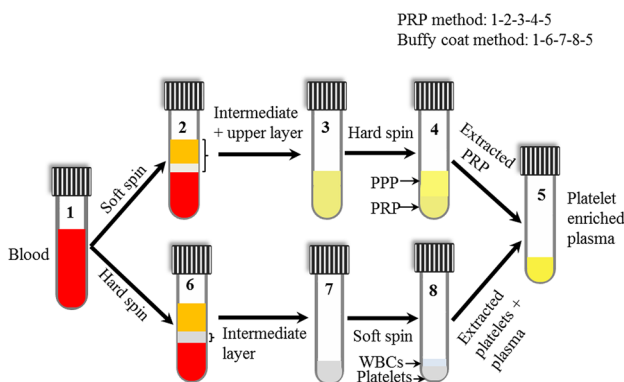 PRP method: 1-2-3-4-5
Buffy coat method: 1-6-7-8-5
2
Intermediate
+ upper layer
3
Hard spin
4
Extracted
PRP
1
Soft spin
PPP
PRP
5
Platelet
enriched
plasma
Blood
Hard spin
6
Intermediate
layer
7
Soft spin
8
WBCs
Platelets
Extracted
platelets +
plasma